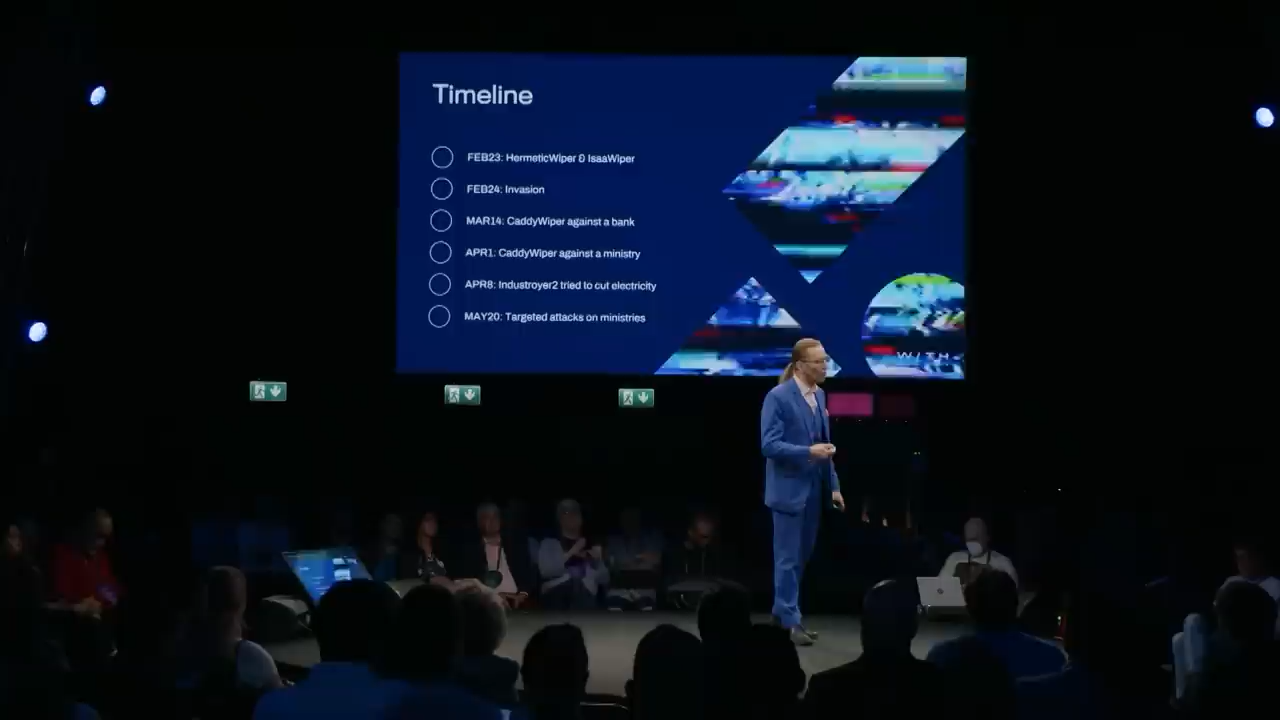 Timeline
FEB23: HermeticWiper & IsaaWiper
FEB24: Invasion
MAR14: CaddyWiper against a bank
APR1: CaddyWiper against a ministry
APR8: Industroyer2 tried to cut electricity
MAY20: Targeted attacks on ministries
WITH